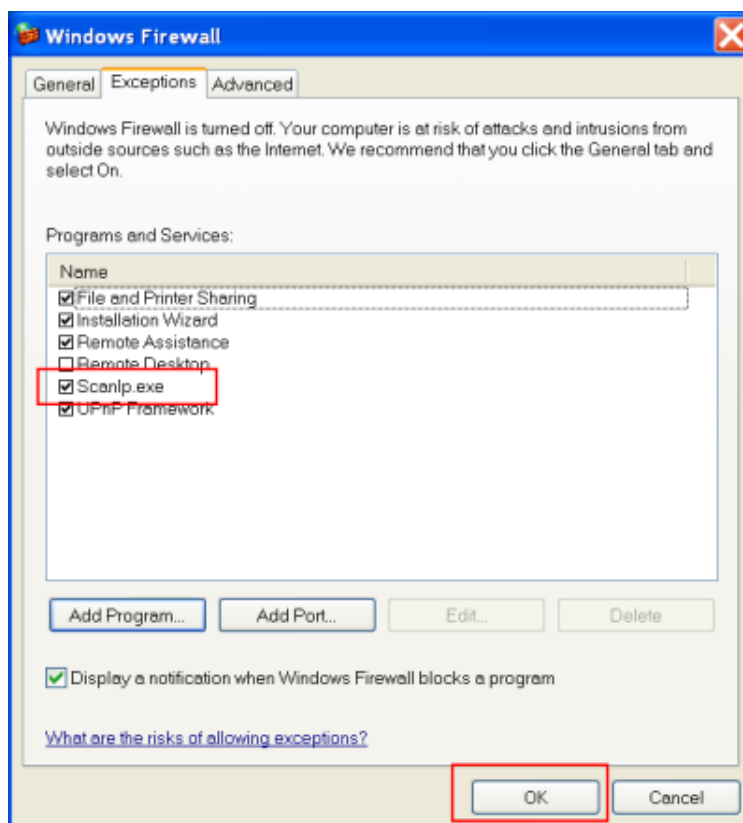 Windows Firewall
General Exceptions Advanced
Windows Firewall is turned off. Your computer is at risk of attacks and intrusions from
outside sources such as the Internet. We recommend that you click the General tab and
select On.
Programs and Services:
Name
File and Printer Sharing
Installation Wizard
Remote Assistance
Remote Desktop
ScanIp.exe
UPnP Framework
Add Program... Add Port... Edit... Delete
Display a notification when Windows Firewall blocks a program
What are the risks of allowing exceptions?
OK Cancel